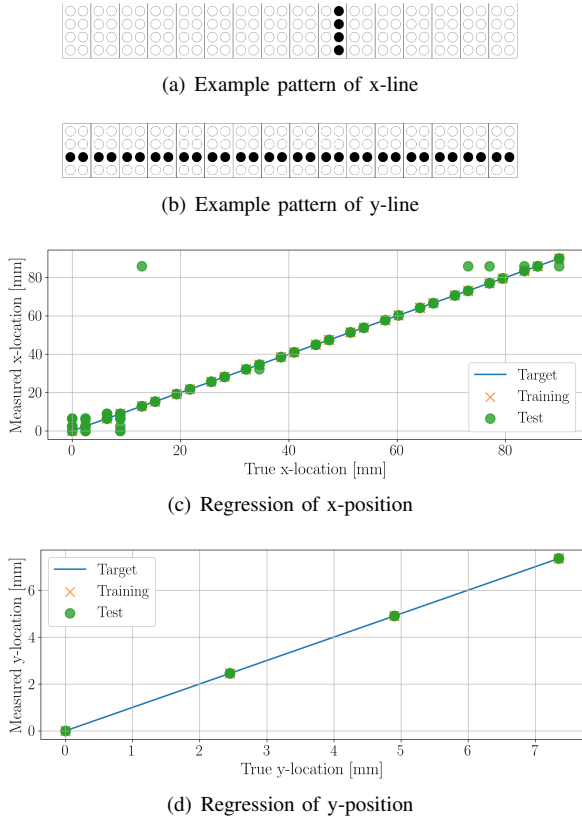 (a) Example pattern of x-line
(b) Example pattern of y-line
Measured x-location [mm]
80
60
40
20
0
Target
Training
Test
0 20 40 60 80
True x-location [mm]
(c) Regression of x-position
Measured y-location [mm]
6
4
2
0
Target
Training
Test
0 1 2 3 4 5 6 7
True y-location [mm]
(d) Regression of y-position